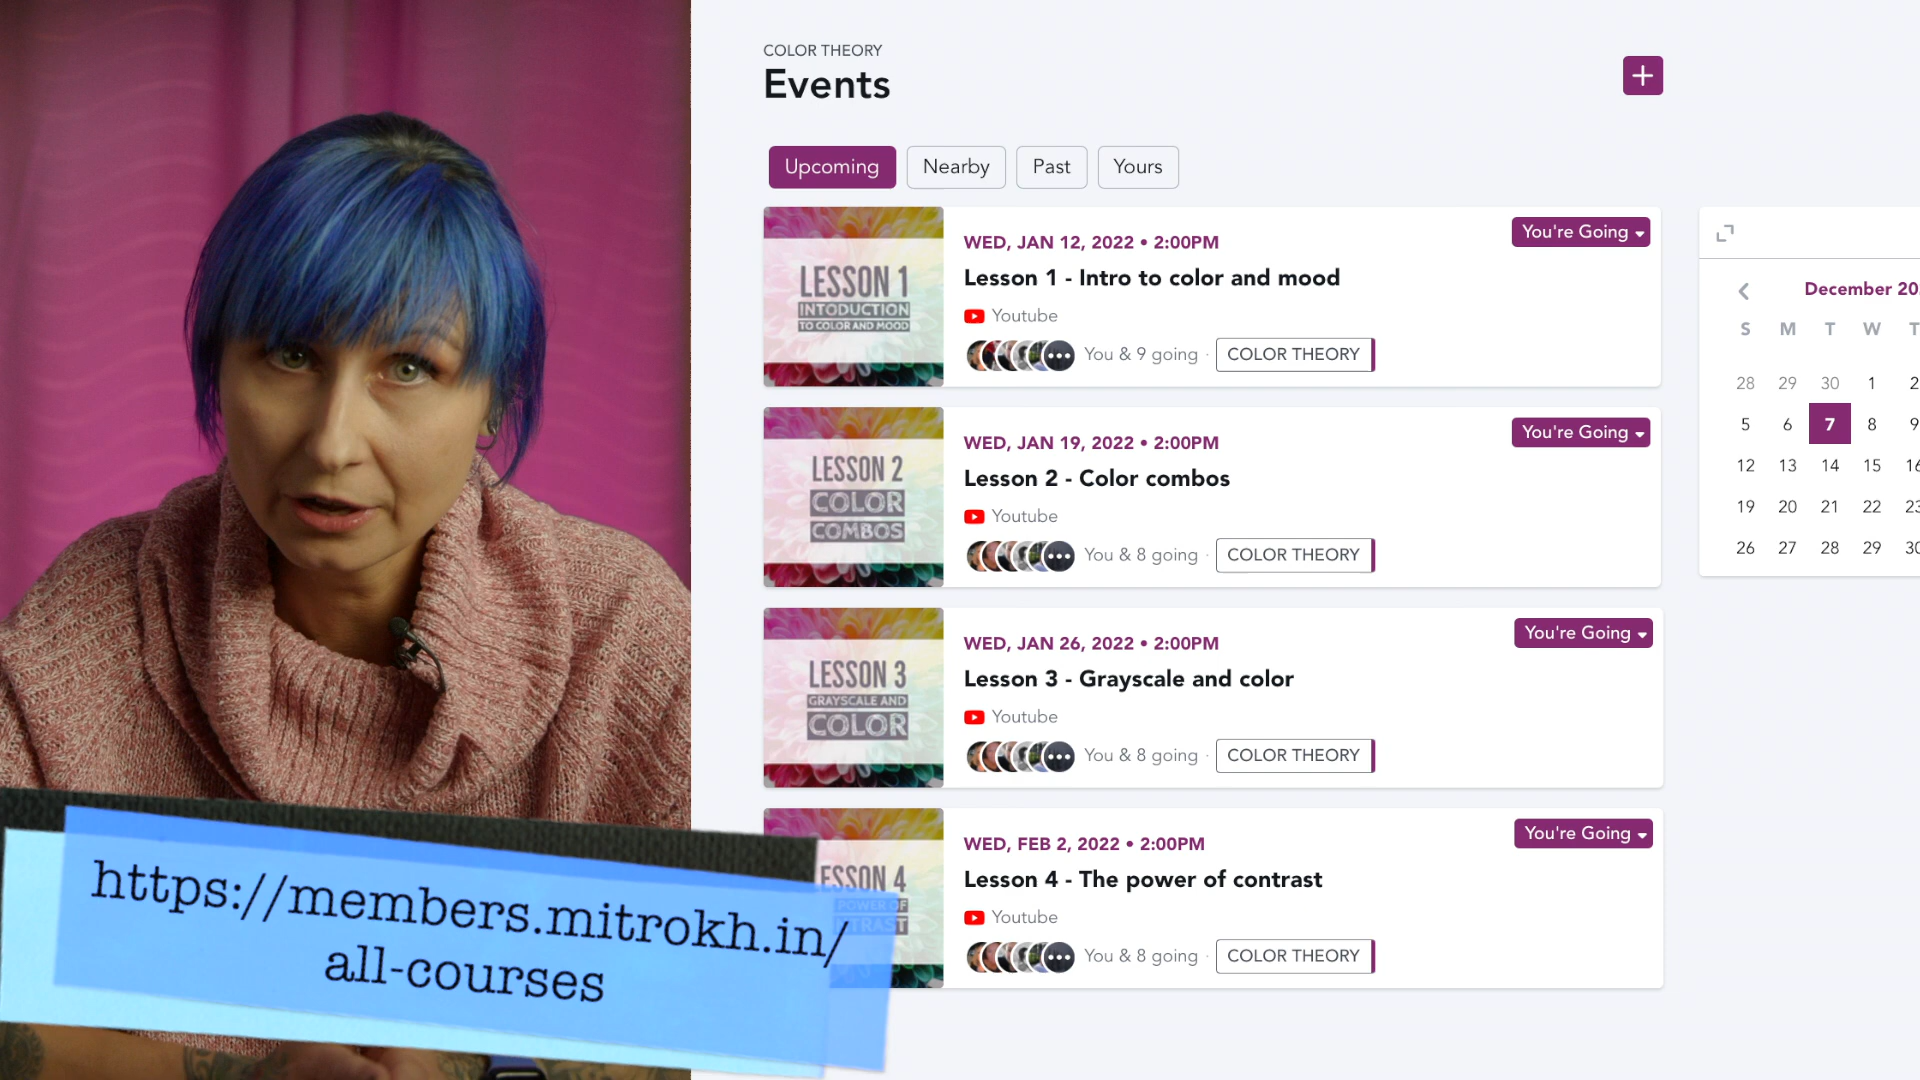 COLOR THEORY
Events
Upcoming
Nearby
Past
Yours
LESSON 1
INTODUCTION
TO COLOR AND MOOD
WED, JAN 12, 2022 • 2:00PM
You're Going
Lesson 1 - Intro to color and mood
Youtube
You & 9 going · COLOR THEORY
LESSON 2
COLOR
COMBOS
WED, JAN 19, 2022 • 2:00PM
You're Going
Lesson 2 - Color combos
Youtube
You & 8 going · COLOR THEORY
LESSON 3
GRAYSCALE AND
COLOR
WED, JAN 26, 2022 • 2:00PM
You're Going
Lesson 3 - Grayscale and color
Youtube
You & 8 going · COLOR THEORY
ESSON 4
POWER OF
TRAST
WED, FEB 2, 2022 • 2:00PM
You're Going
Lesson 4 - The power of contrast
Youtube
You & 8 going · COLOR THEORY
December 20
S M T W T
28 29 30 1 2
5 6 7 8 9
12 13 14 15 16
19 20 21 22 23
26 27 28 29 30
https://members.mitrokh.in/
all-courses